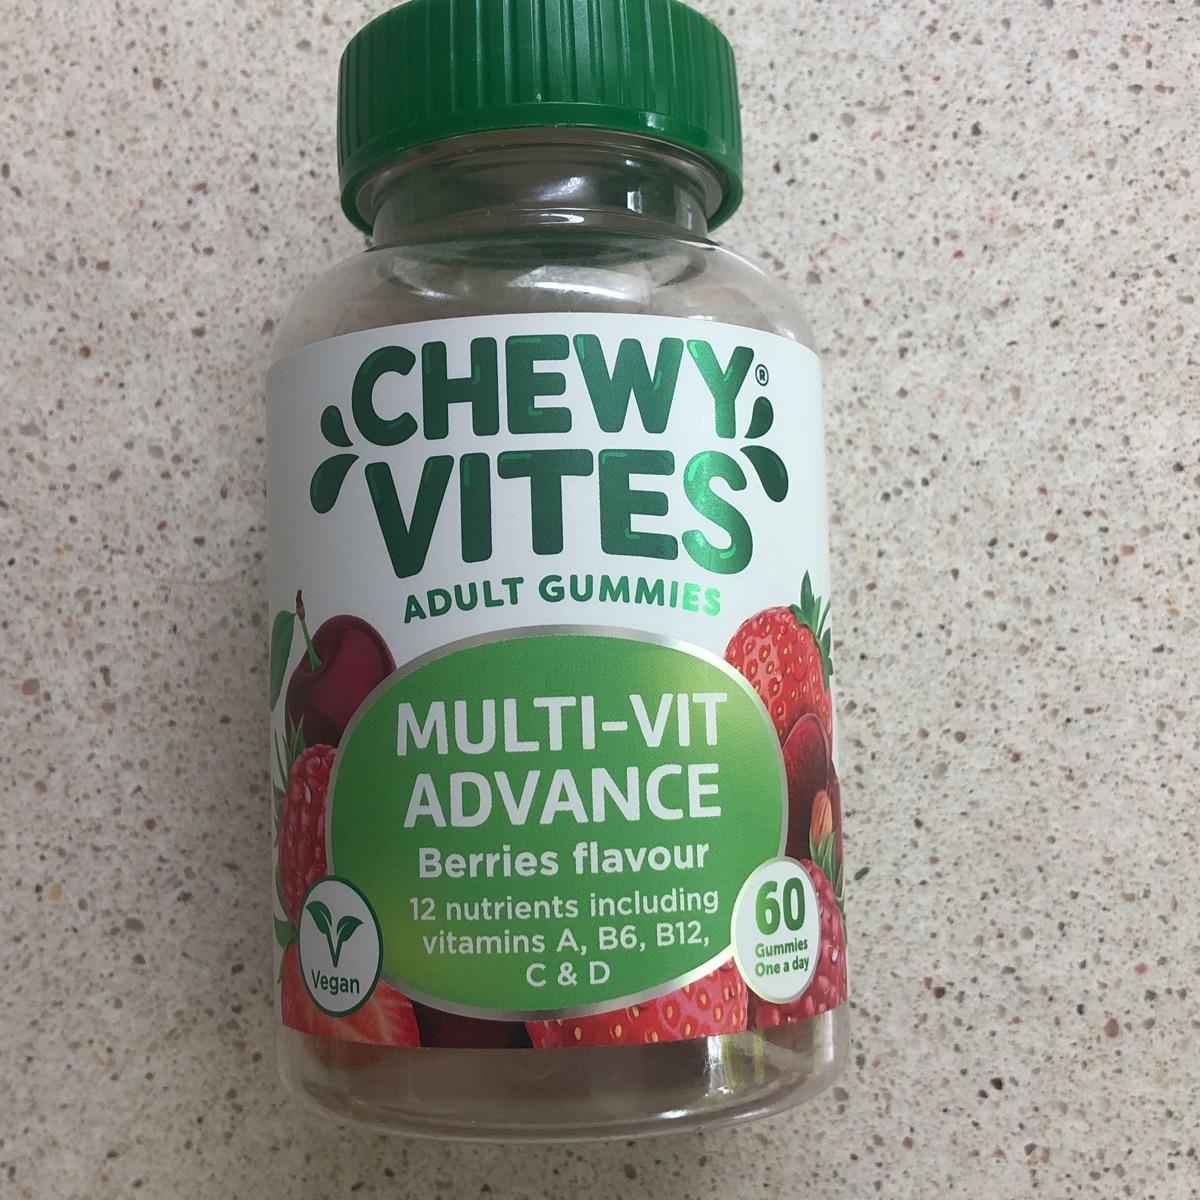 CHEWY®
VITES
ADULT GUMMIES
MULTI-VIT
ADVANCE
Berries flavour
12 nutrients including
vitamins A, B6, B12,
C & D
Vegan
60
Gummies
One a day